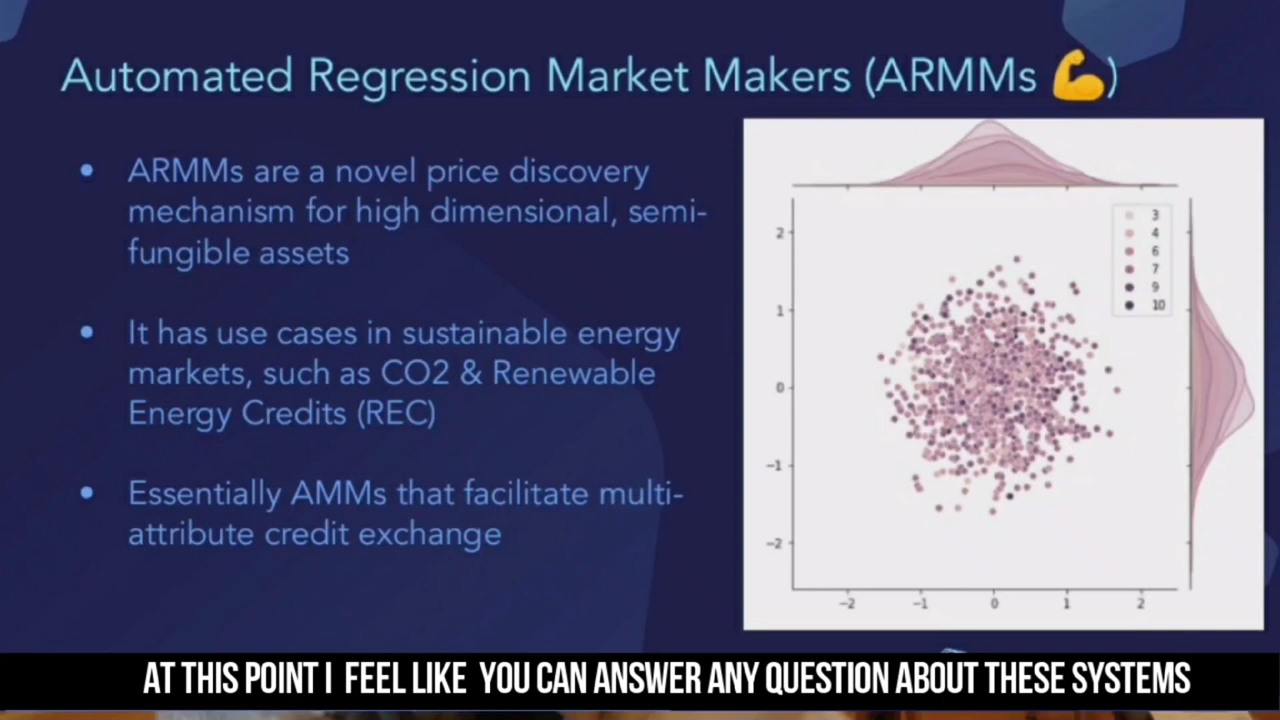 Automated Regression Market Makers (ARMMs 💪)
• ARMMs are a novel price discovery
mechanism for high dimensional, semi-
fungible assets
• It has use cases in sustainable energy
markets, such as CO2 & Renewable
Energy Credits (REC)
• Essentially AMMs that facilitate multi-
attribute credit exchange
3
4
6
7
9
10
2
1
0
−1
−2
−2 −1 0 1 2
AT THIS POINT I FEEL LIKE YOU CAN ANSWER ANY QUESTION ABOUT THESE SYSTEMS